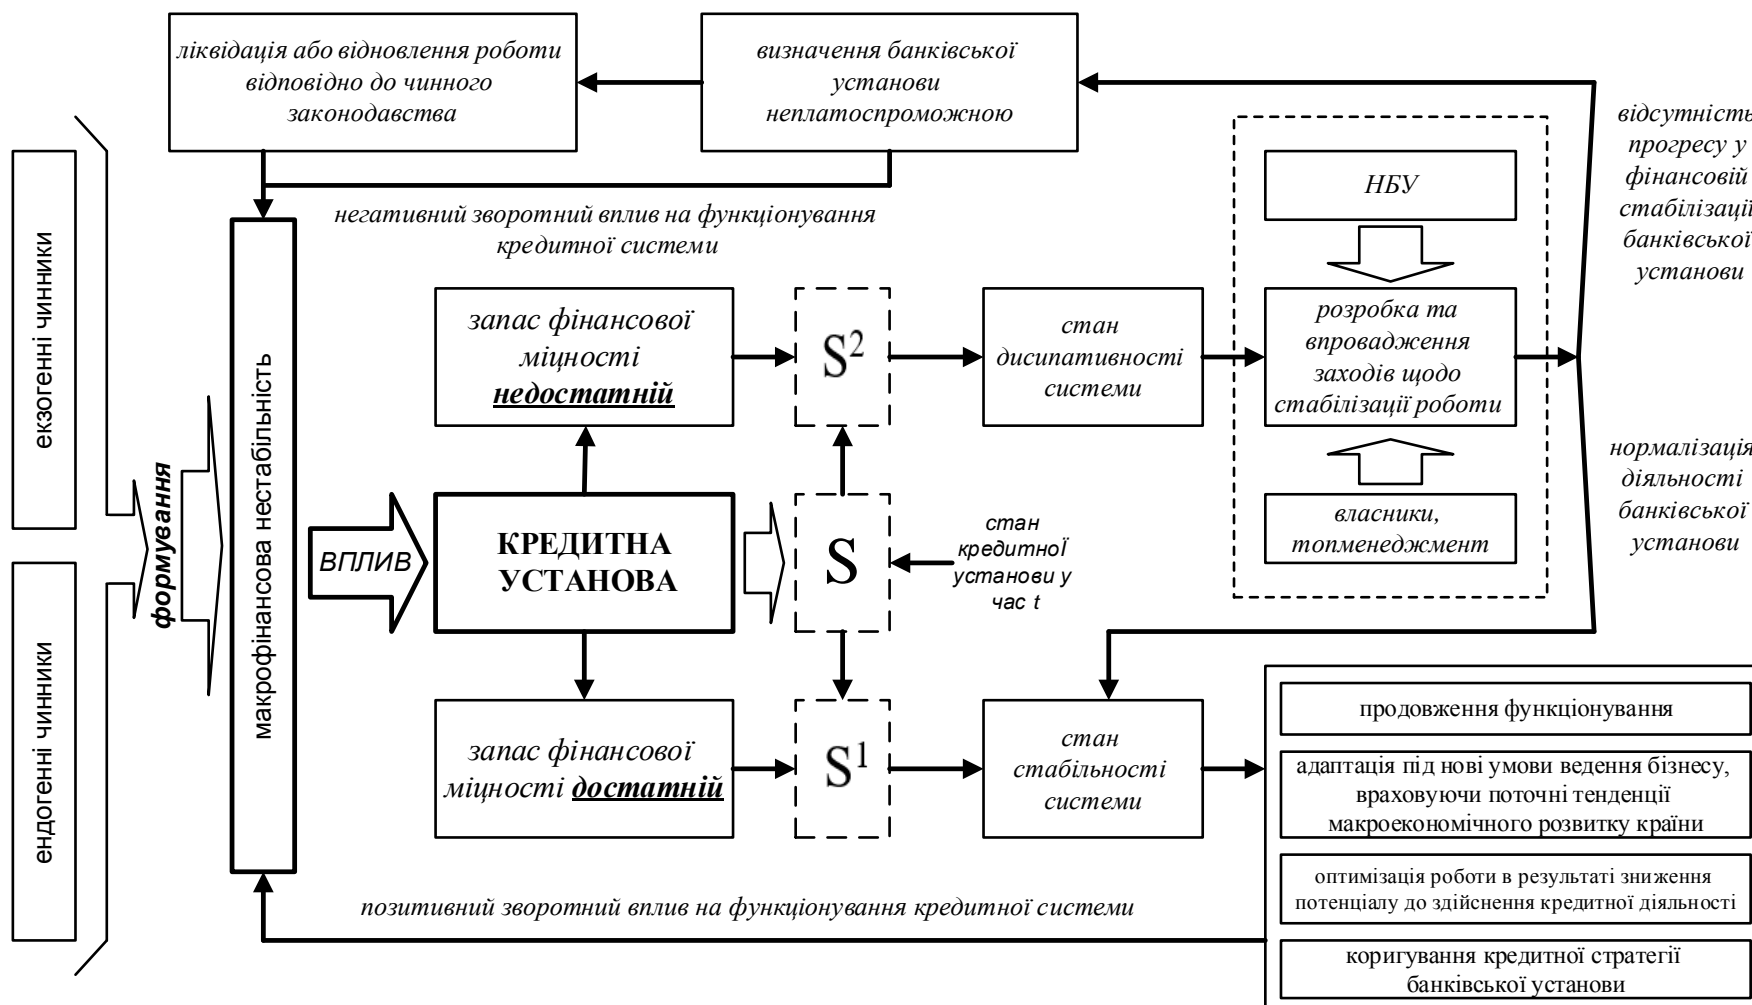 ліквідація або відновлення роботи
відповідно до чинного
законодавства
визначення банківської
установи
неплатоспроможною
відсутність
прогресу у
фінансовій
стабілізації
банківської
установи
НБУ
негативний зворотний вплив на функціонування
кредитної системи
екзогенні чинники
ендогенні чинники
формування
макрофінансова нестабільність
запас фінансової
міцності
недостатній
S²
стан
дисипативності
системи
розробка та
впровадження
заходів щодо
стабілізації роботи
нормалізація
діяльності
банківської
установи
власники,
топменеджмент
ВПЛИВ
КРЕДИТНА
УСТАНОВА
S
стан
кредитної
установи у
час t
запас фінансової
міцності достатній
S¹
стан
стабільності
системи
продовження функціонування
адаптація під нові умови ведення бізнесу,
враховуючи поточні тенденції
макроекономічного розвитку країни
оптимізація роботи в результаті зниження
потенціалу до здійснення кредитної діяльності
коригування кредитної стратегії
банківської установи
позитивний зворотний вплив на функціонування кредитної системи